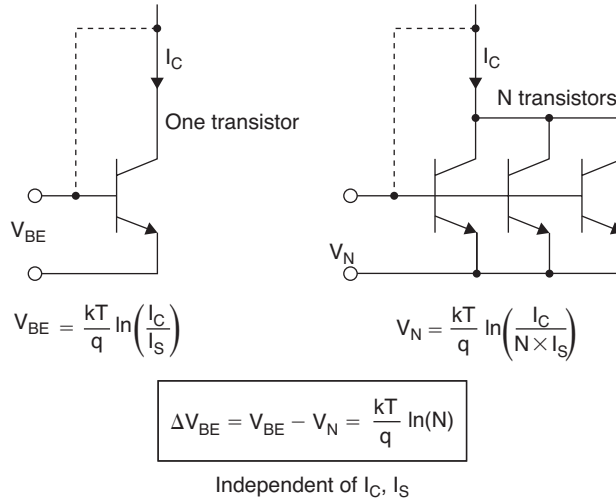 I_C
One transistor
V_BE
V_BE = kT/q ln(I_C/I_S)
I_C
N transistors
V_N
V_N = kT/q ln(I_C/(N × I_S))
ΔV_BE = V_BE − V_N = kT/q ln(N)
Independent of I_C, I_S